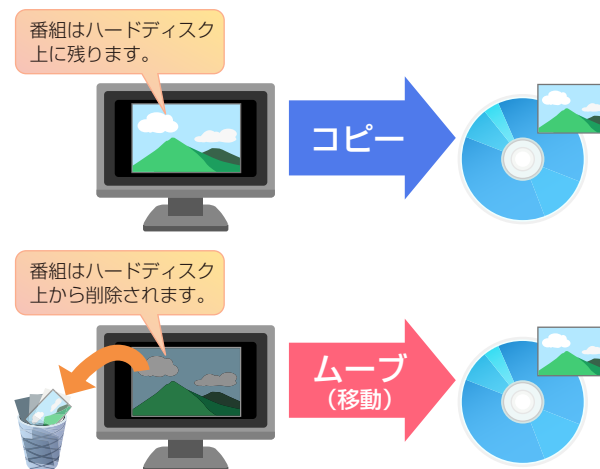 番組はハードディスク
上に残ります。
コピー
番組はハードディスク
上から削除されます。
ムーブ
（移動）